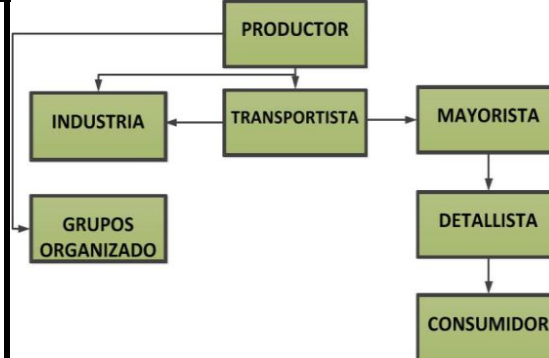 PRODUCTOR
INDUSTRIA
TRANSPORTISTA
MAYORISTA
GRUPOS
ORGANIZADO
DETALLISTA
CONSUMIDOR